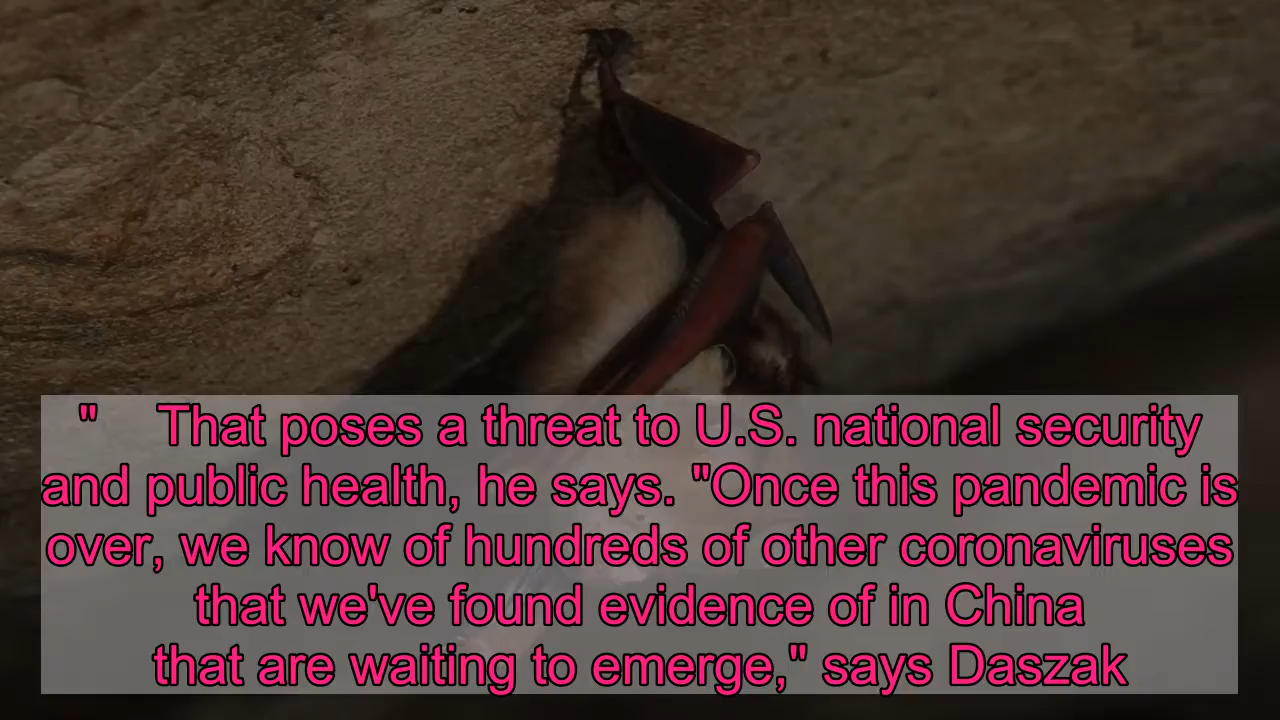 "     That poses a threat to U.S. national security
and public health, he says. "Once this pandemic is
over, we know of hundreds of other coronaviruses
that we've found evidence of in China
that are waiting to emerge," says Daszak